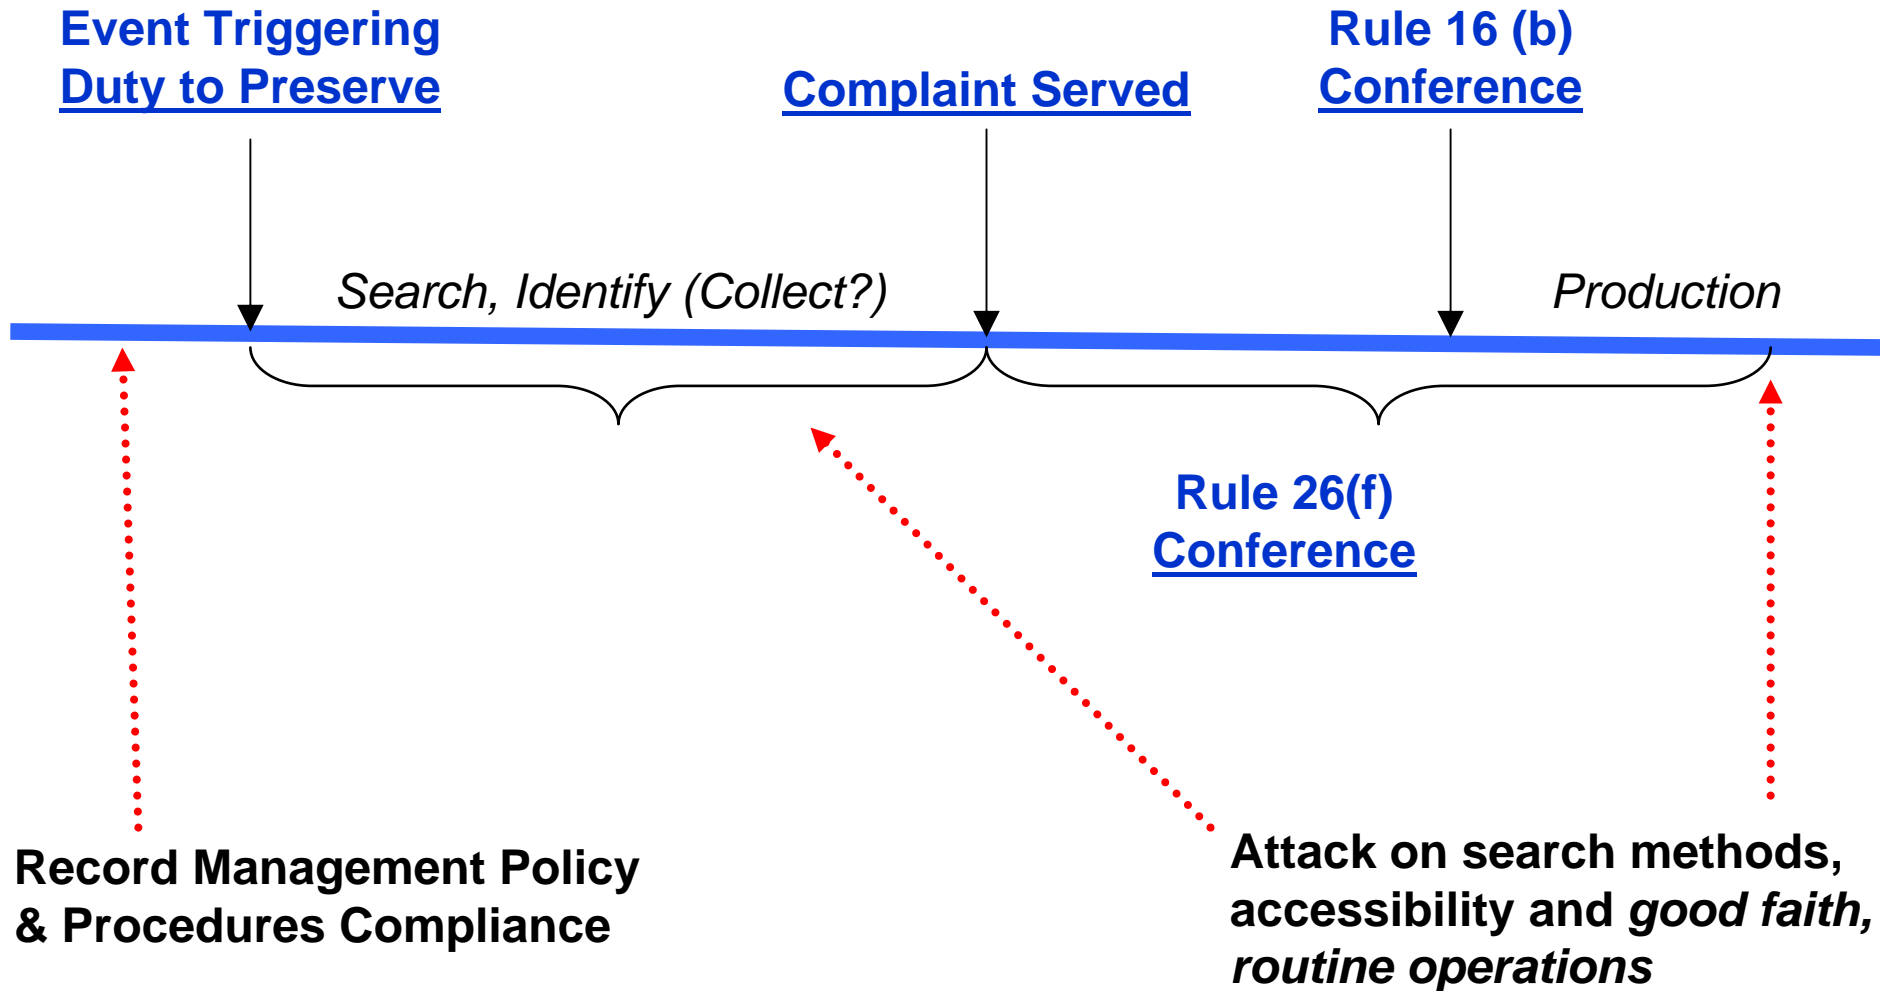 Event Triggering
Duty to Preserve
Complaint Served
Rule 16 (b)
Conference
Search, Identify (Collect?)
Production
Rule 26(f)
Conference
Record Management Policy
& Procedures Compliance
Attack on search methods,
accessibility and good faith,
routine operations